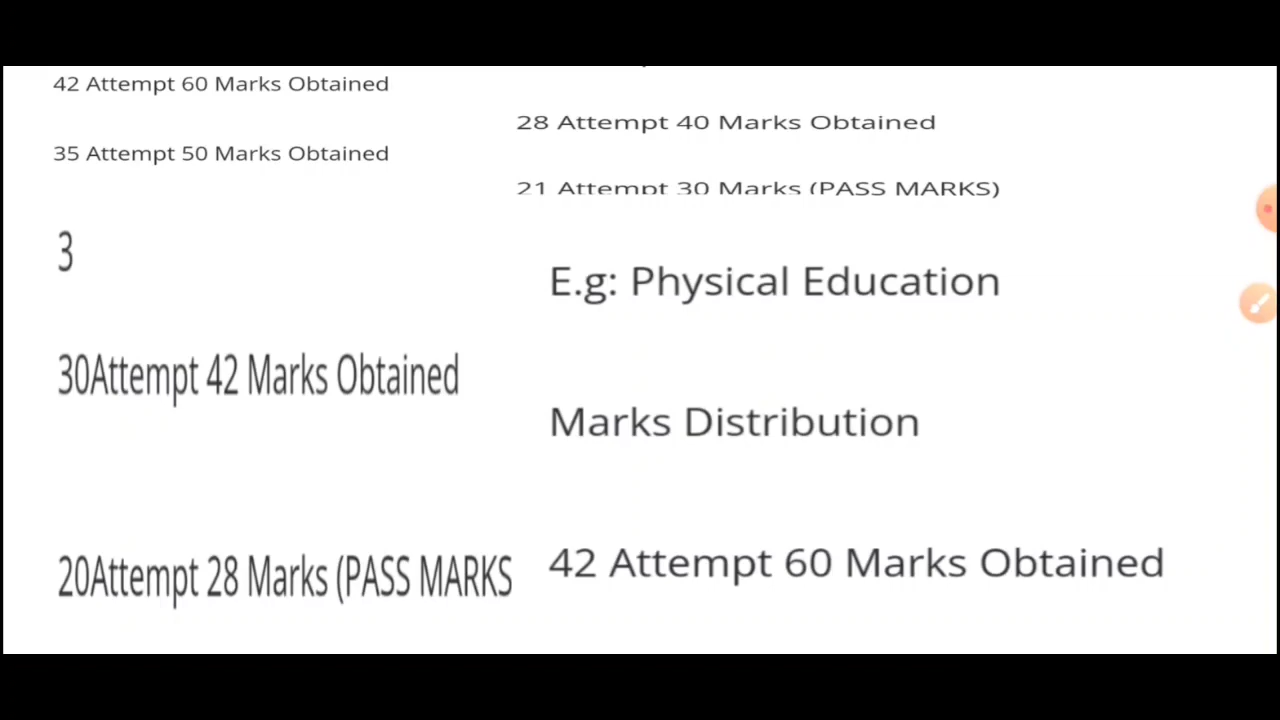 42 Attempt 60 Marks Obtained
35 Attempt 50 Marks Obtained
28 Attempt 40 Marks Obtained
21 Attempt 30 Marks (PASS MARKS)
3
30Attempt 42 Marks Obtained
20Attempt 28 Marks (PASS MARKS
E.g: Physical Education
Marks Distribution
42 Attempt 60 Marks Obtained